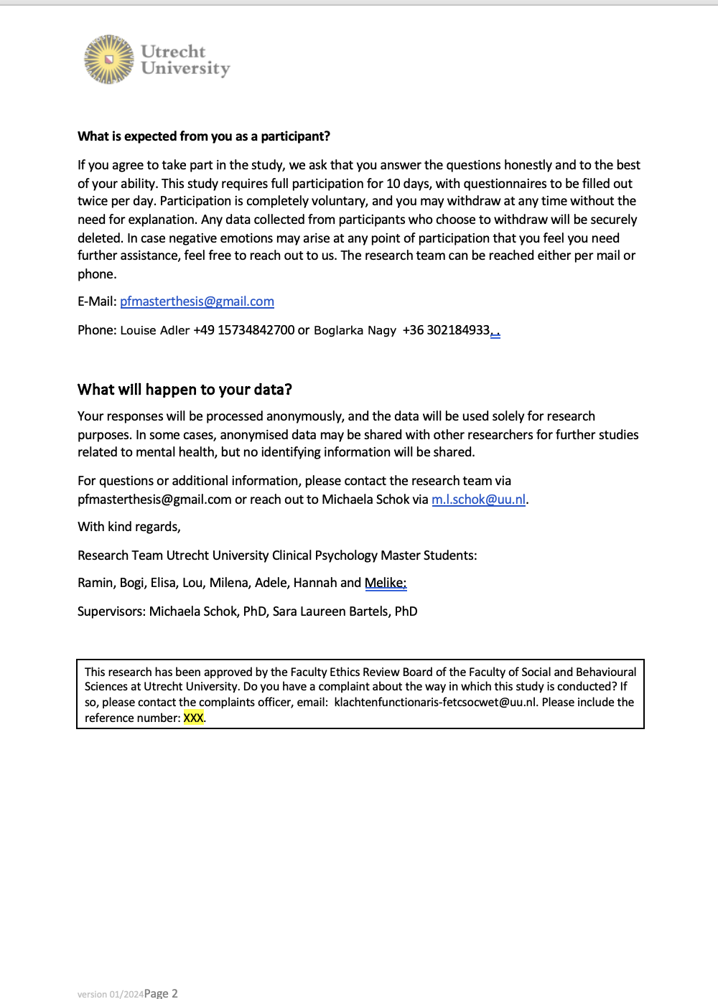 Utrecht
University
What is expected from you as a participant?
If you agree to take part in the study, we ask that you answer the questions honestly and to the best
of your ability. This study requires full participation for 10 days, with questionnaires to be filled out
twice per day. Participation is completely voluntary, and you may withdraw at any time without the
need for explanation. Any data collected from participants who choose to withdraw will be securely
deleted. In case negative emotions may arise at any point of participation that you feel you need
further assistance, feel free to reach out to us. The research team can be reached either per mail or
phone.
E-Mail: pfmasterthesis@gmail.com
Phone: Louise Adler +49 15734842700 or Boglarka Nagy  +36 302184933, .
What will happen to your data?
Your responses will be processed anonymously, and the data will be used solely for research
purposes. In some cases, anonymised data may be shared with other researchers for further studies
related to mental health, but no identifying information will be shared.
For questions or additional information, please contact the research team via
pfmasterthesis@gmail.com or reach out to Michaela Schok via m.l.schok@uu.nl.
With kind regards,
Research Team Utrecht University Clinical Psychology Master Students:
Ramin, Bogi, Elisa, Lou, Milena, Adele, Hannah and Melike;
Supervisors: Michaela Schok, PhD, Sara Laureen Bartels, PhD
This research has been approved by the Faculty Ethics Review Board of the Faculty of Social and Behavioural
Sciences at Utrecht University. Do you have a complaint about the way in which this study is conducted? If
so, please contact the complaints officer, email:  klachtenfunctionaris-fetcsocwet@uu.nl. Please include the
reference number: XXX.
version 01/2024Page 2